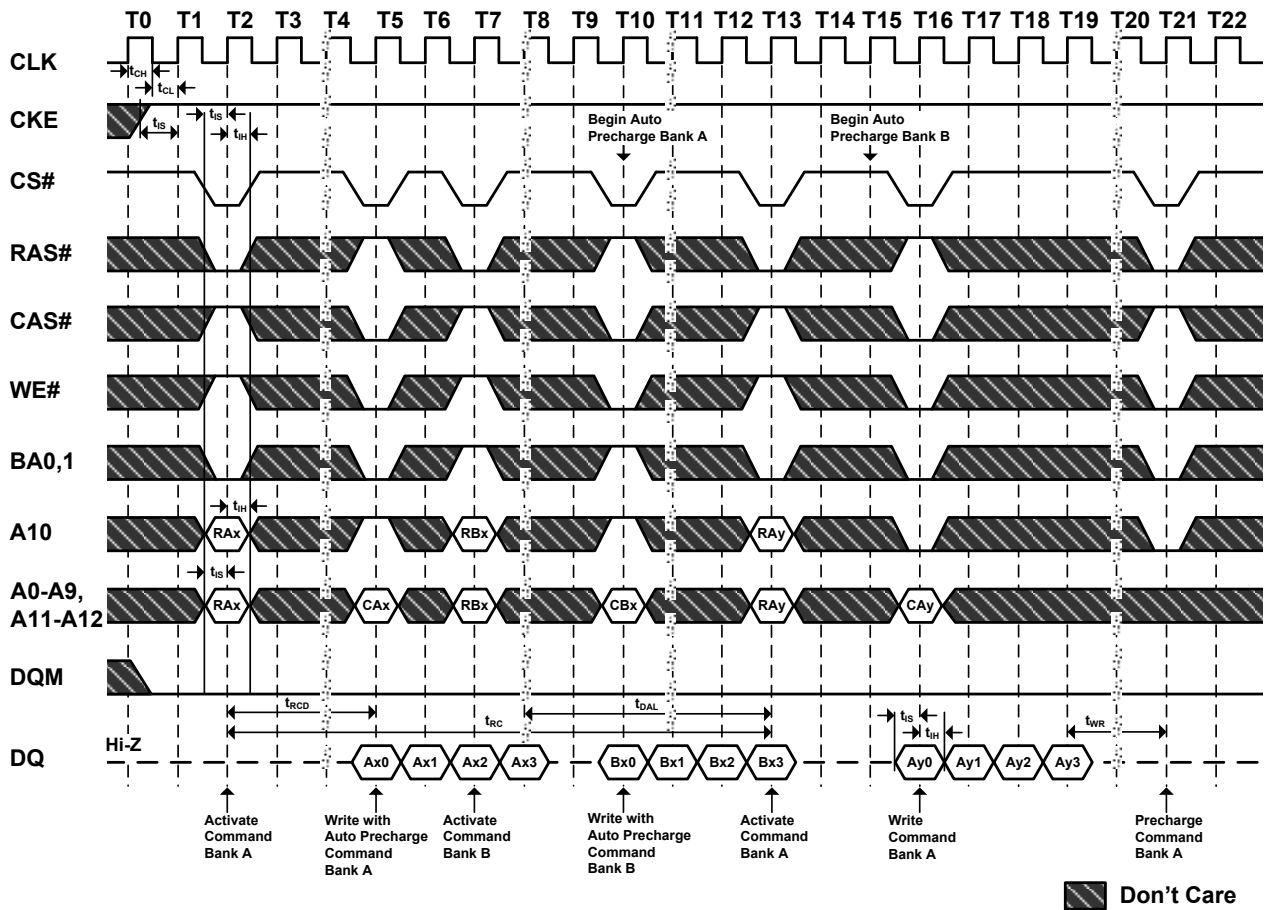 T0 T1 T2 T3 T4 T5 T6 T7 T8 T9 T10 T11 T12 T13 T14 T15 T16 T17 T18 T19 T20 T21 T22
CLK
tCH
tCL
CKE
tIS
tIS
tIH
Begin Auto
Precharge Bank A
Begin Auto
Precharge Bank B
CS#
RAS#
CAS#
WE#
BA0,1
tIH
A10
RAx RBx RAy
tIS
A0-A9,
A11-A12
RAx CAx RBx CBx RAy CAy
DQM
tRCD
tDAL
tRC
tIS
tIH
tWR
Hi-Z
DQ
Ax0 Ax1 Ax2 Ax3 Bx0 Bx1 Bx2 Bx3 Ay0 Ay1 Ay2 Ay3
Activate
Command
Bank A
Write with
Auto Precharge
Command
Bank A
Activate
Command
Bank B
Write with
Auto Precharge
Command
Bank B
Activate
Command
Bank A
Write
Command
Bank A
Precharge
Command
Bank A
Don't Care